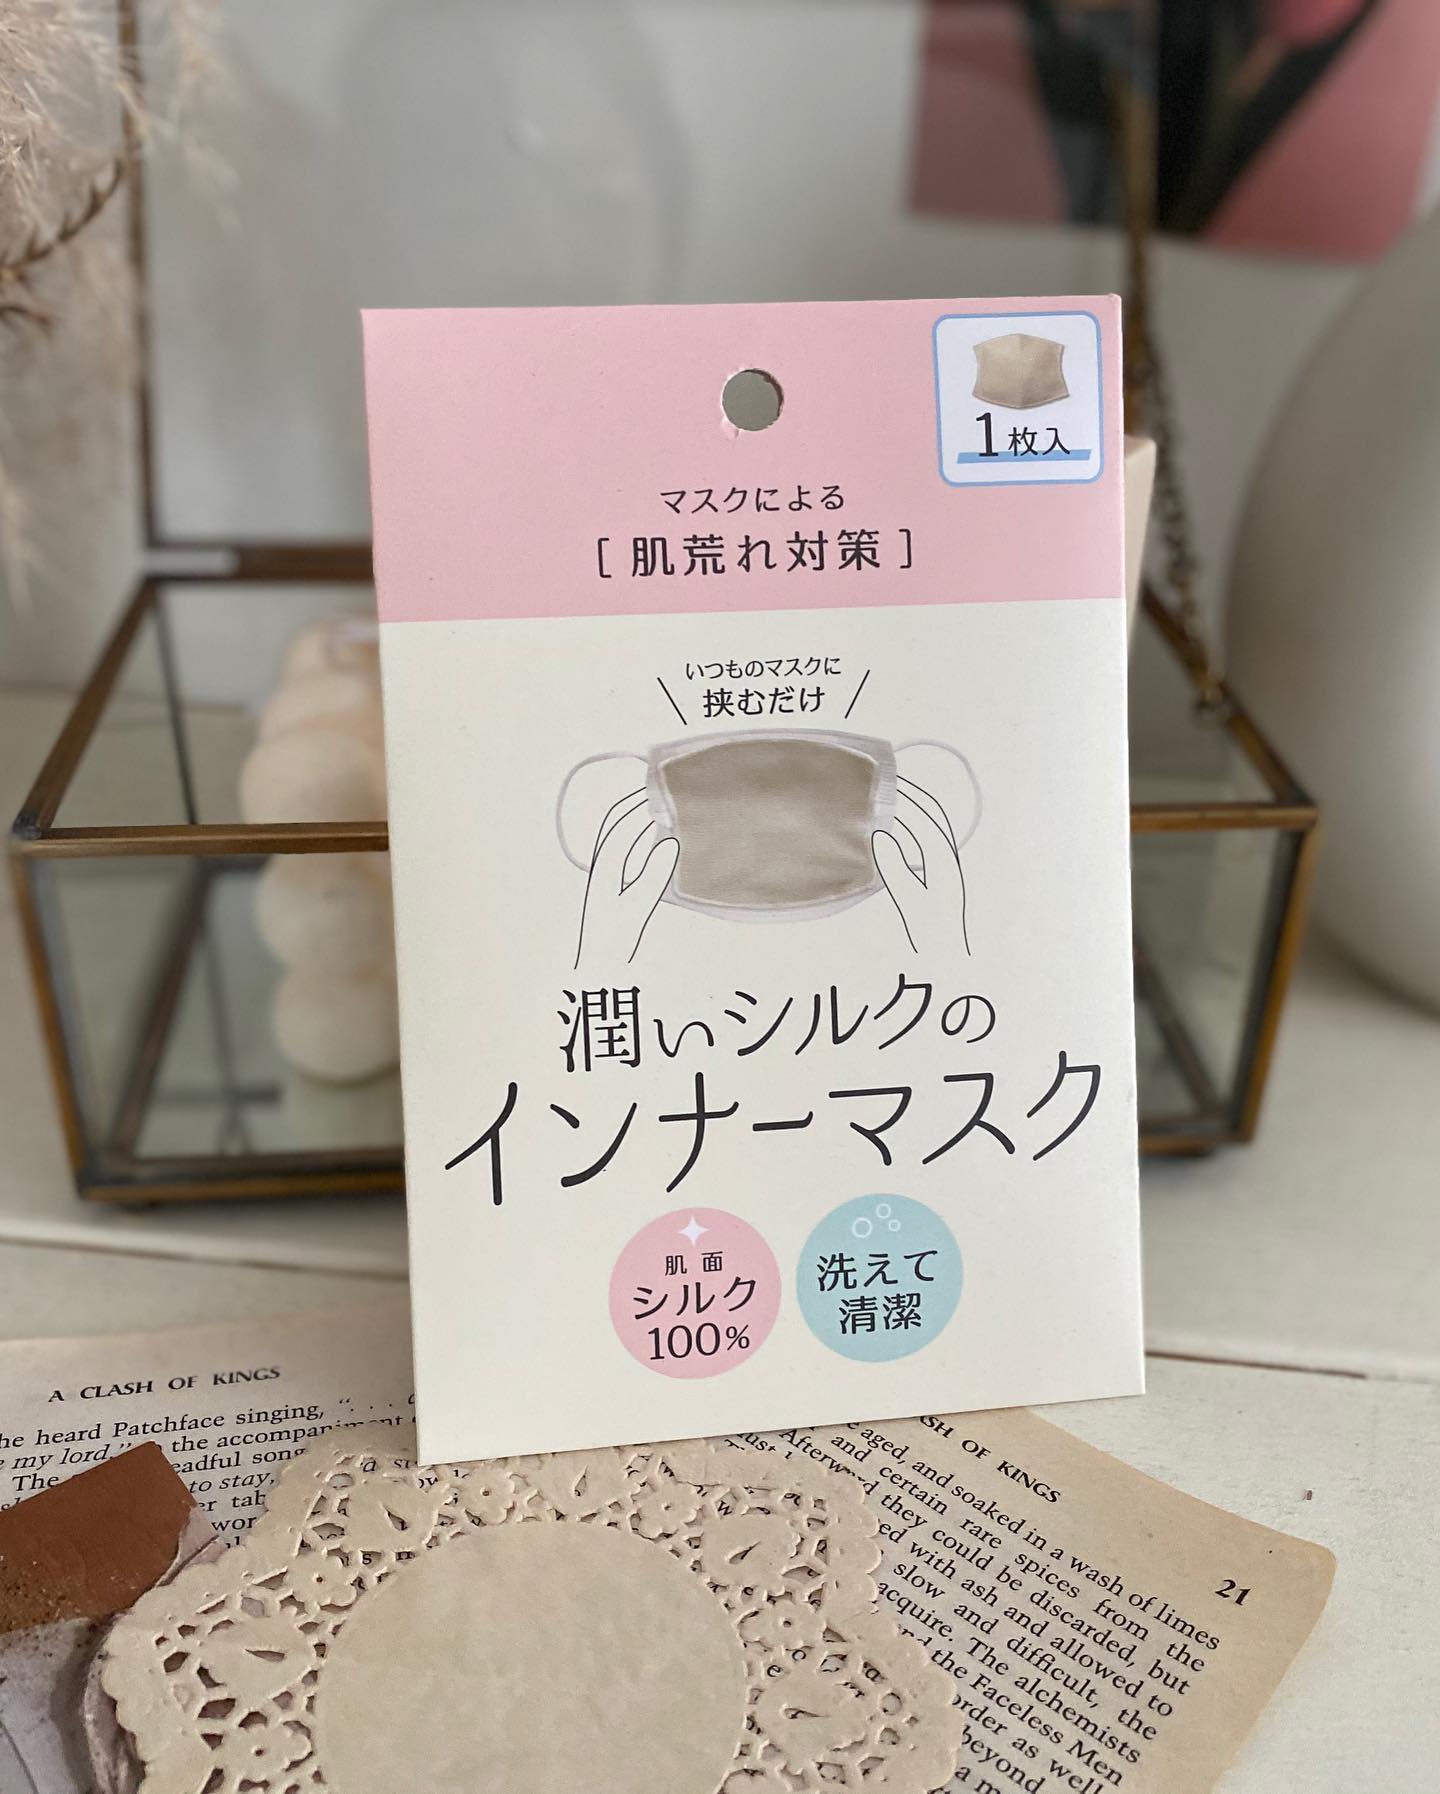 1枚入
マスクによる
[肌荒れ対策]
いつものマスクに
\ 挟むだけ /
潤いシルクの
インナーマスク
肌面
シルク
100%
洗えて
清潔
A CLASH OF KINGS
he heard Patchface singing, ". . .
my lord," the accompaniment
The
to stay,
ASH OF KINGS
21
aged, and soaked in a wash of limes
and certain rare spices from the
Afterward they could be discarded, but
with ash and allowed to
slow and difficult, the
acquire. The alchemists
the Faceless Men
order as well
beyond